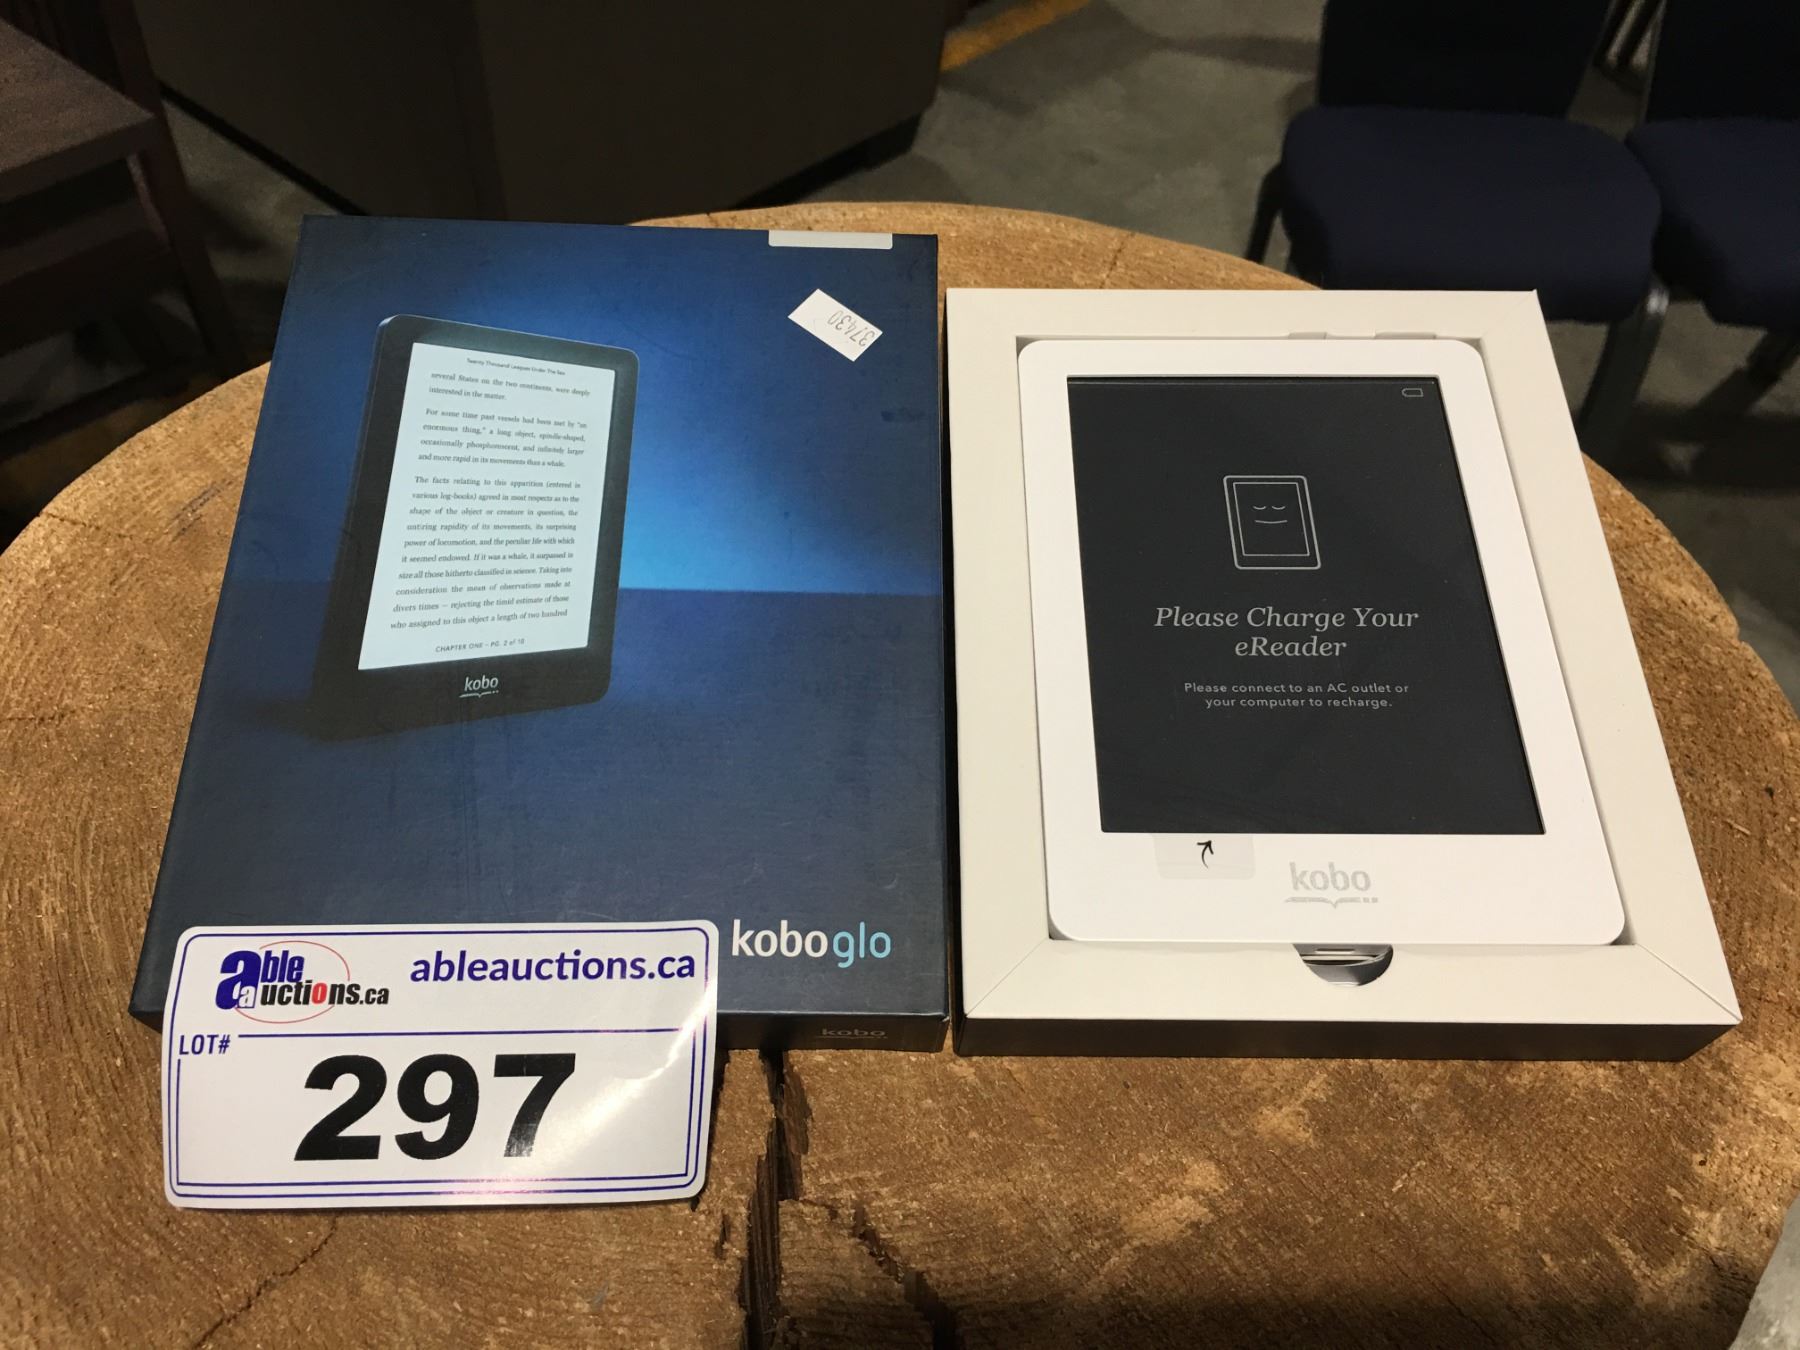 37430
Twenty Thousand Leagues Under The Sea
several States on the two continents, were deeply
interested in the matter.
For some time past vessels had been met by "an
enormous thing," a long object, spindle-shaped,
occasionally phosphorescent, and infinitely larger
and more rapid in its movements than a whale.
The facts relating to this apparition (entered in
various log-books) agreed in most respects as to the
shape of the object or creature in question, the
untiring rapidity of its movements, its surprising
power of locomotion, and the peculiar life with which
it seemed endowed. If it was a whale, it surpassed in
size all those hitherto classified in science. Taking into
consideration the mean of observations made at
divers times — rejecting the timid estimate of those
who assigned to this object a length of two hundred
CHAPTER ONE - PG. 2 of 18
kobo
koboglo
kobo
able auctions.ca
ableauctions.ca
LOT#
297
Please Charge Your
eReader
Please connect to an AC outlet or
your computer to recharge.
kobo